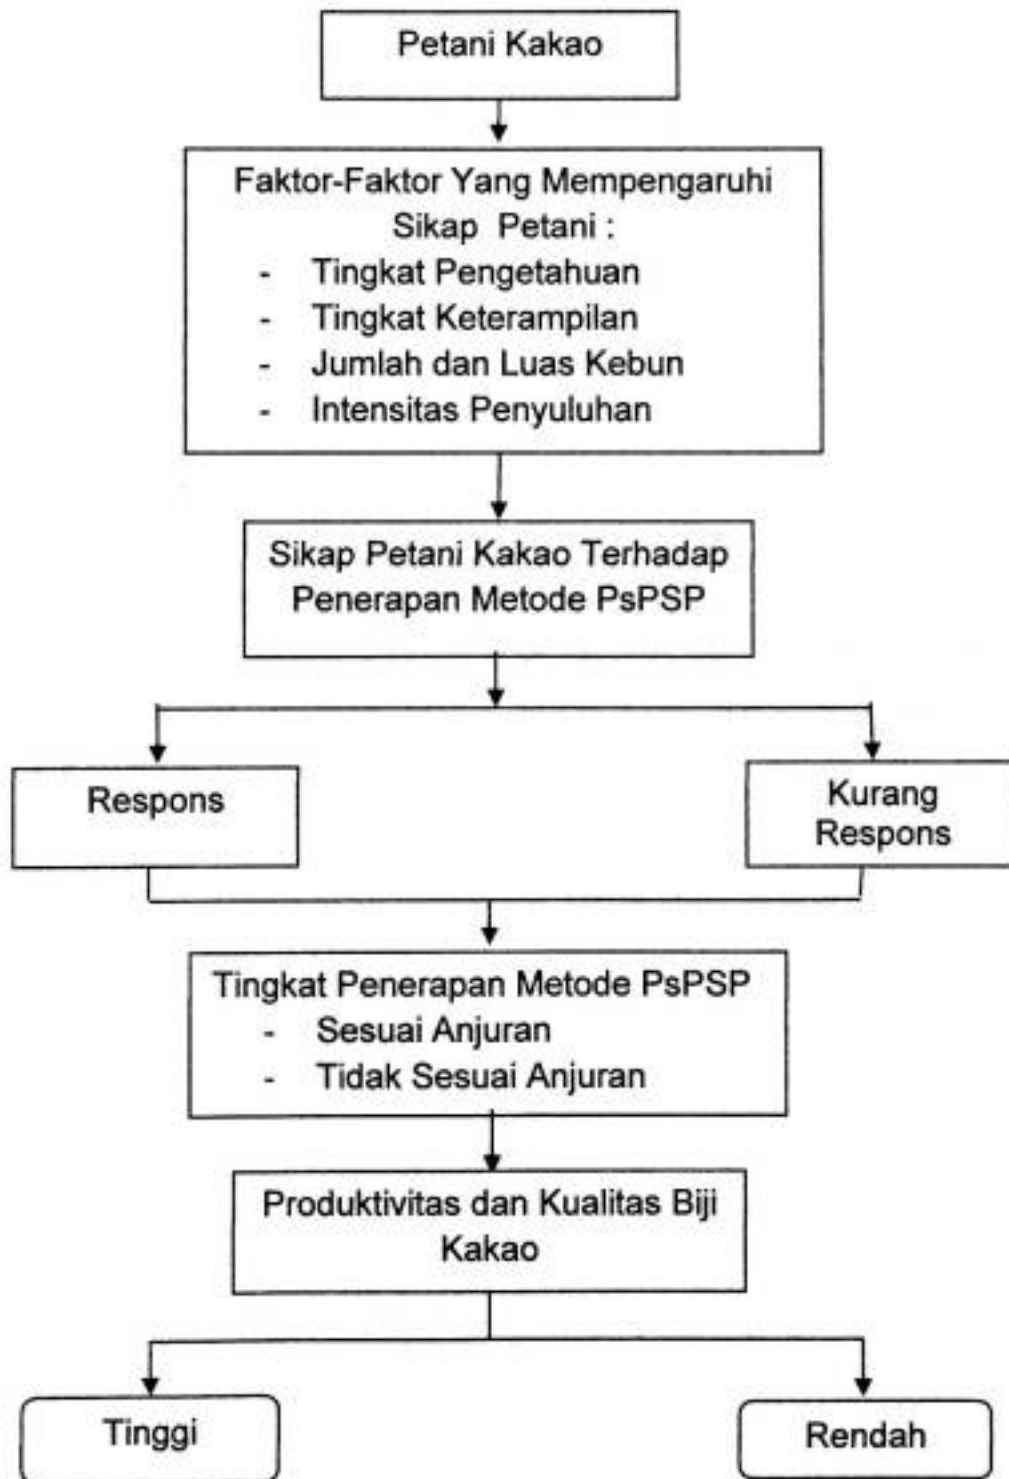 Petani Kakao
Faktor-Faktor Yang Mempengaruhi
Sikap Petani :
- Tingkat Pengetahuan
- Tingkat Keterampilan
- Jumlah dan Luas Kebun
- Intensitas Penyuluhan
Sikap Petani Kakao Terhadap
Penerapan Metode PsPSP
Respons
Kurang
Respons
Tingkat Penerapan Metode PsPSP
- Sesuai Anjuran
- Tidak Sesuai Anjuran
Produktivitas dan Kualitas Biji
Kakao
Tinggi
Rendah